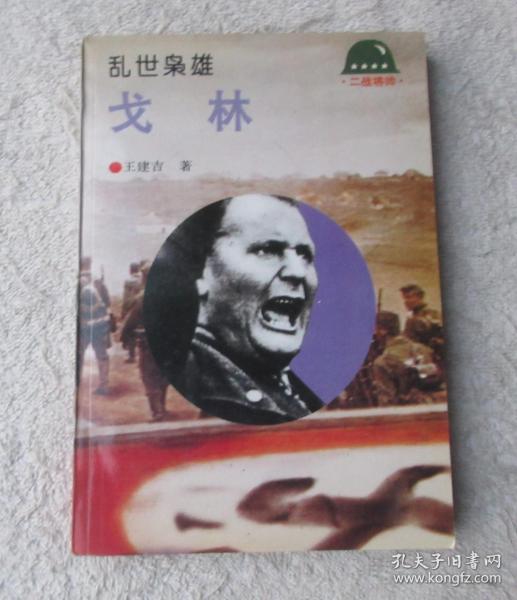 乱世枭雄
★★★★
·二战将帅·
戈 林
●王建吉 著
孔夫子旧书网
www.kongfz.com